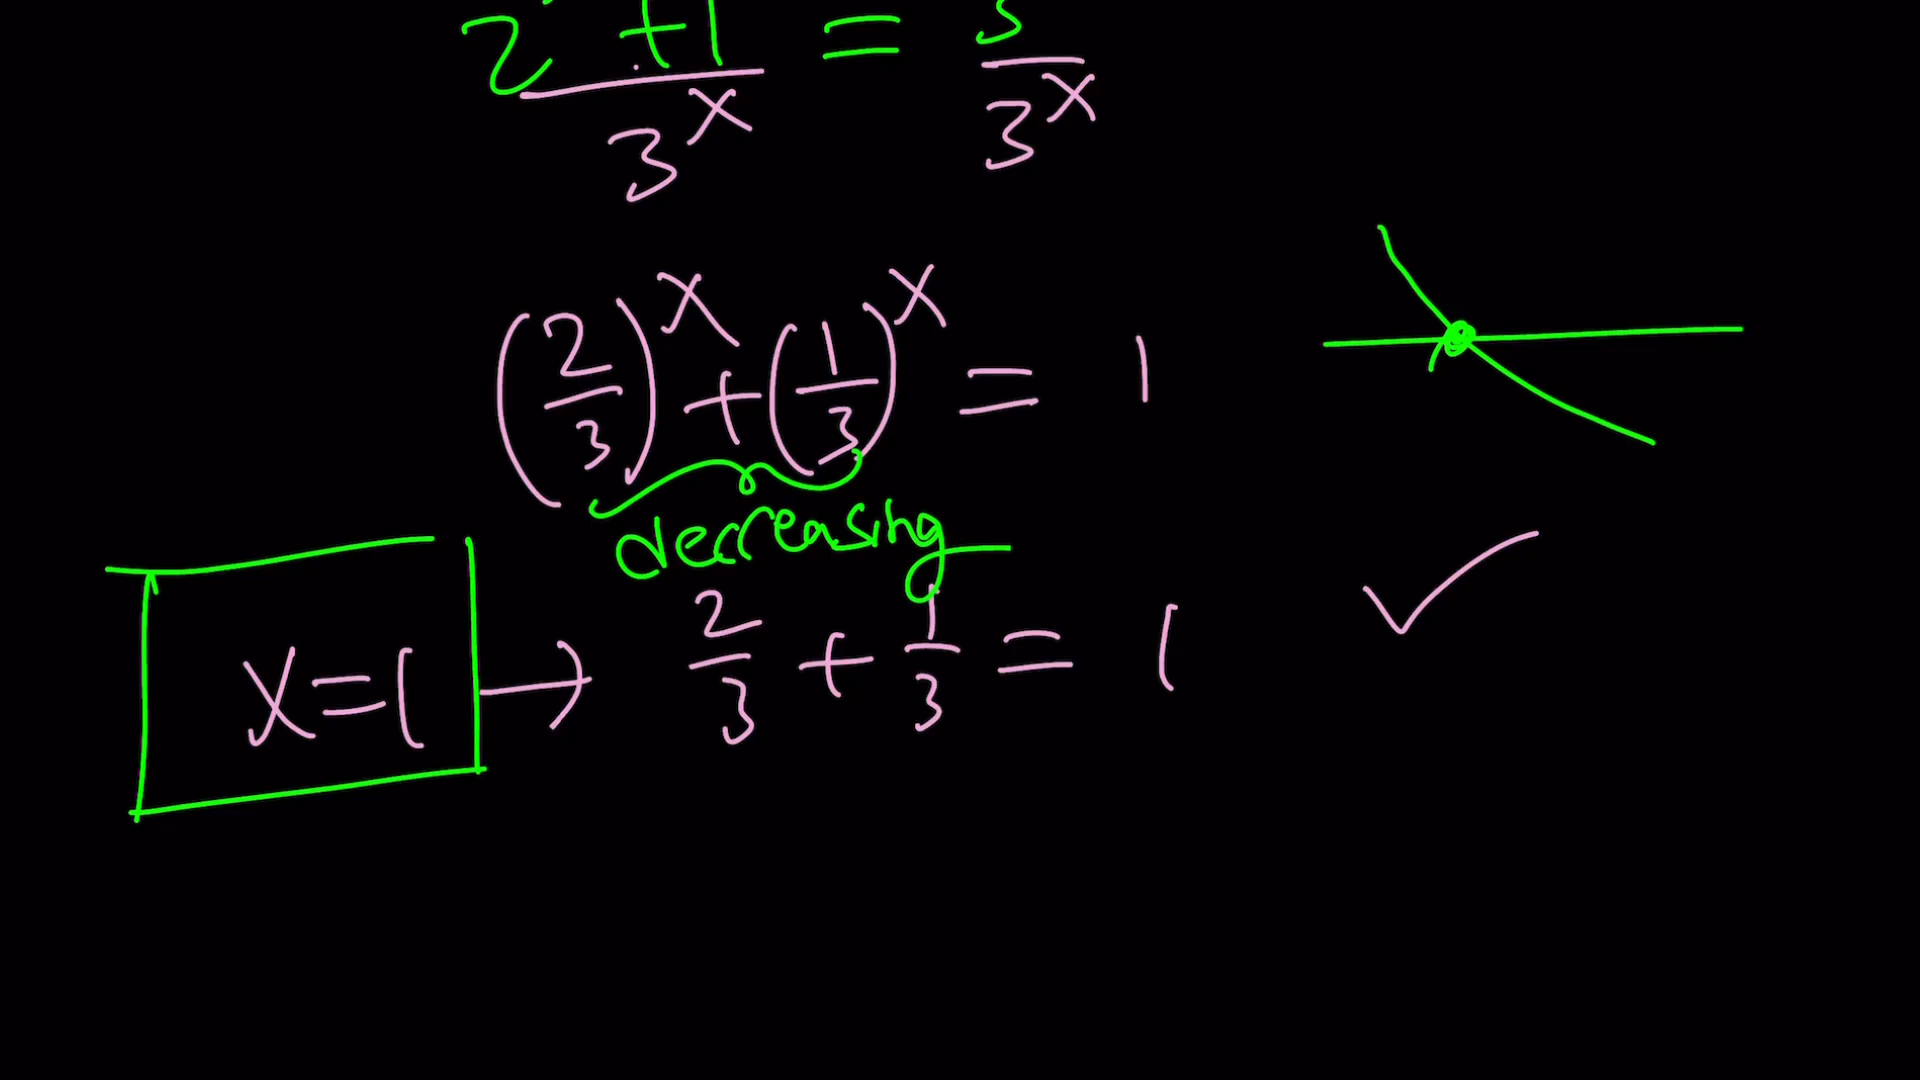 2 + 1 = 3
3^x 3^x
(2/3)^x + (1/3)^x = 1
decreasing
x = 1 → 2/3 + 1/3 = 1 ✓